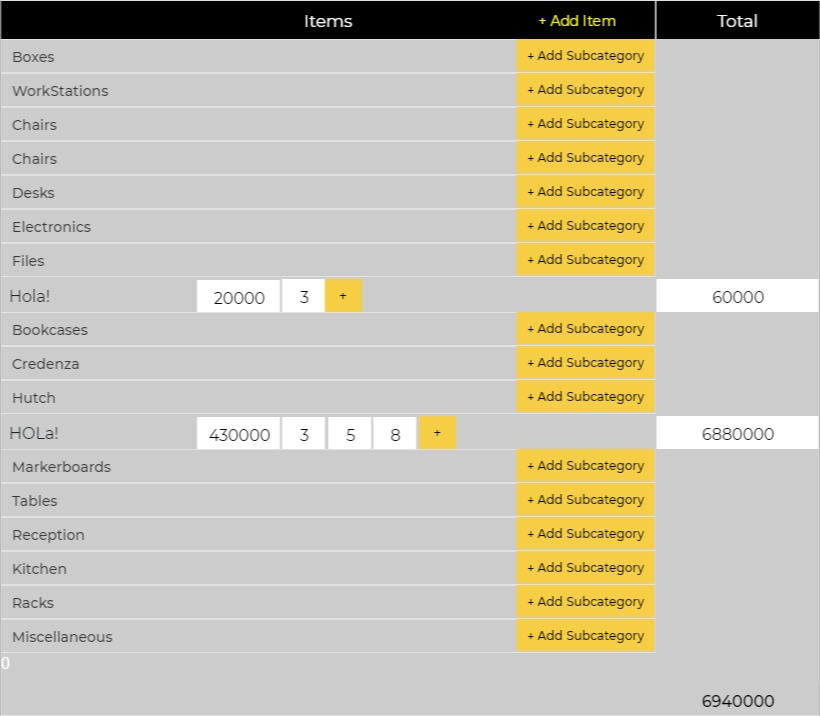 Items + Add Item Total
Boxes + Add Subcategory
WorkStations + Add Subcategory
Chairs + Add Subcategory
Chairs + Add Subcategory
Desks + Add Subcategory
Electronics + Add Subcategory
Files + Add Subcategory
Hola! 20000 3 + 60000
Bookcases + Add Subcategory
Credenza + Add Subcategory
Hutch + Add Subcategory
HOLa! 430000 3 5 8 + 6880000
Markerboards + Add Subcategory
Tables + Add Subcategory
Reception + Add Subcategory
Kitchen + Add Subcategory
Racks + Add Subcategory
Miscellaneous + Add Subcategory
0
6940000